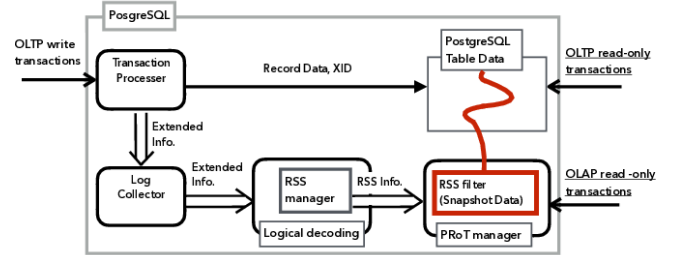 PosgreSQL
OLTP write
transactions
Transaction
Processer
Record Data, XID
PostgreSQL
Table Data
OLTP read-only
transactions
Extended
Info.
Log
Collector
Extended
Info.
RSS
manager
Logical decoding
RSS Info.
RSS filter
(Snapshot Data)
PRoT manager
OLAP read -only
transactions